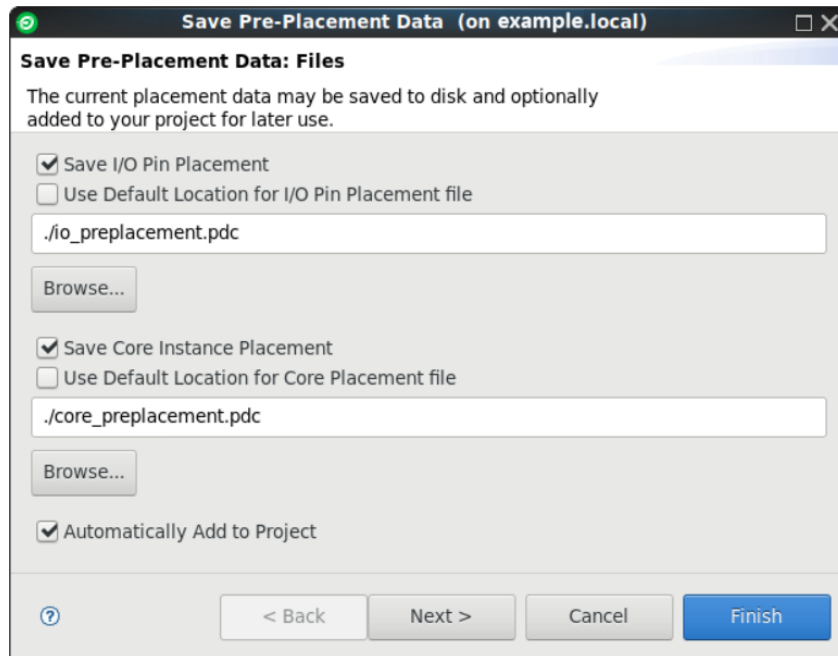 Save Pre-Placement Data (on example.local)
Save Pre-Placement Data: Files
The current placement data may be saved to disk and optionally
added to your project for later use.
Save I/O Pin Placement
Use Default Location for I/O Pin Placement file
./io_preplacement.pdc
Browse...
Save Core Instance Placement
Use Default Location for Core Placement file
./core_preplacement.pdc
Browse...
Automatically Add to Project
? < Back Next > Cancel Finish